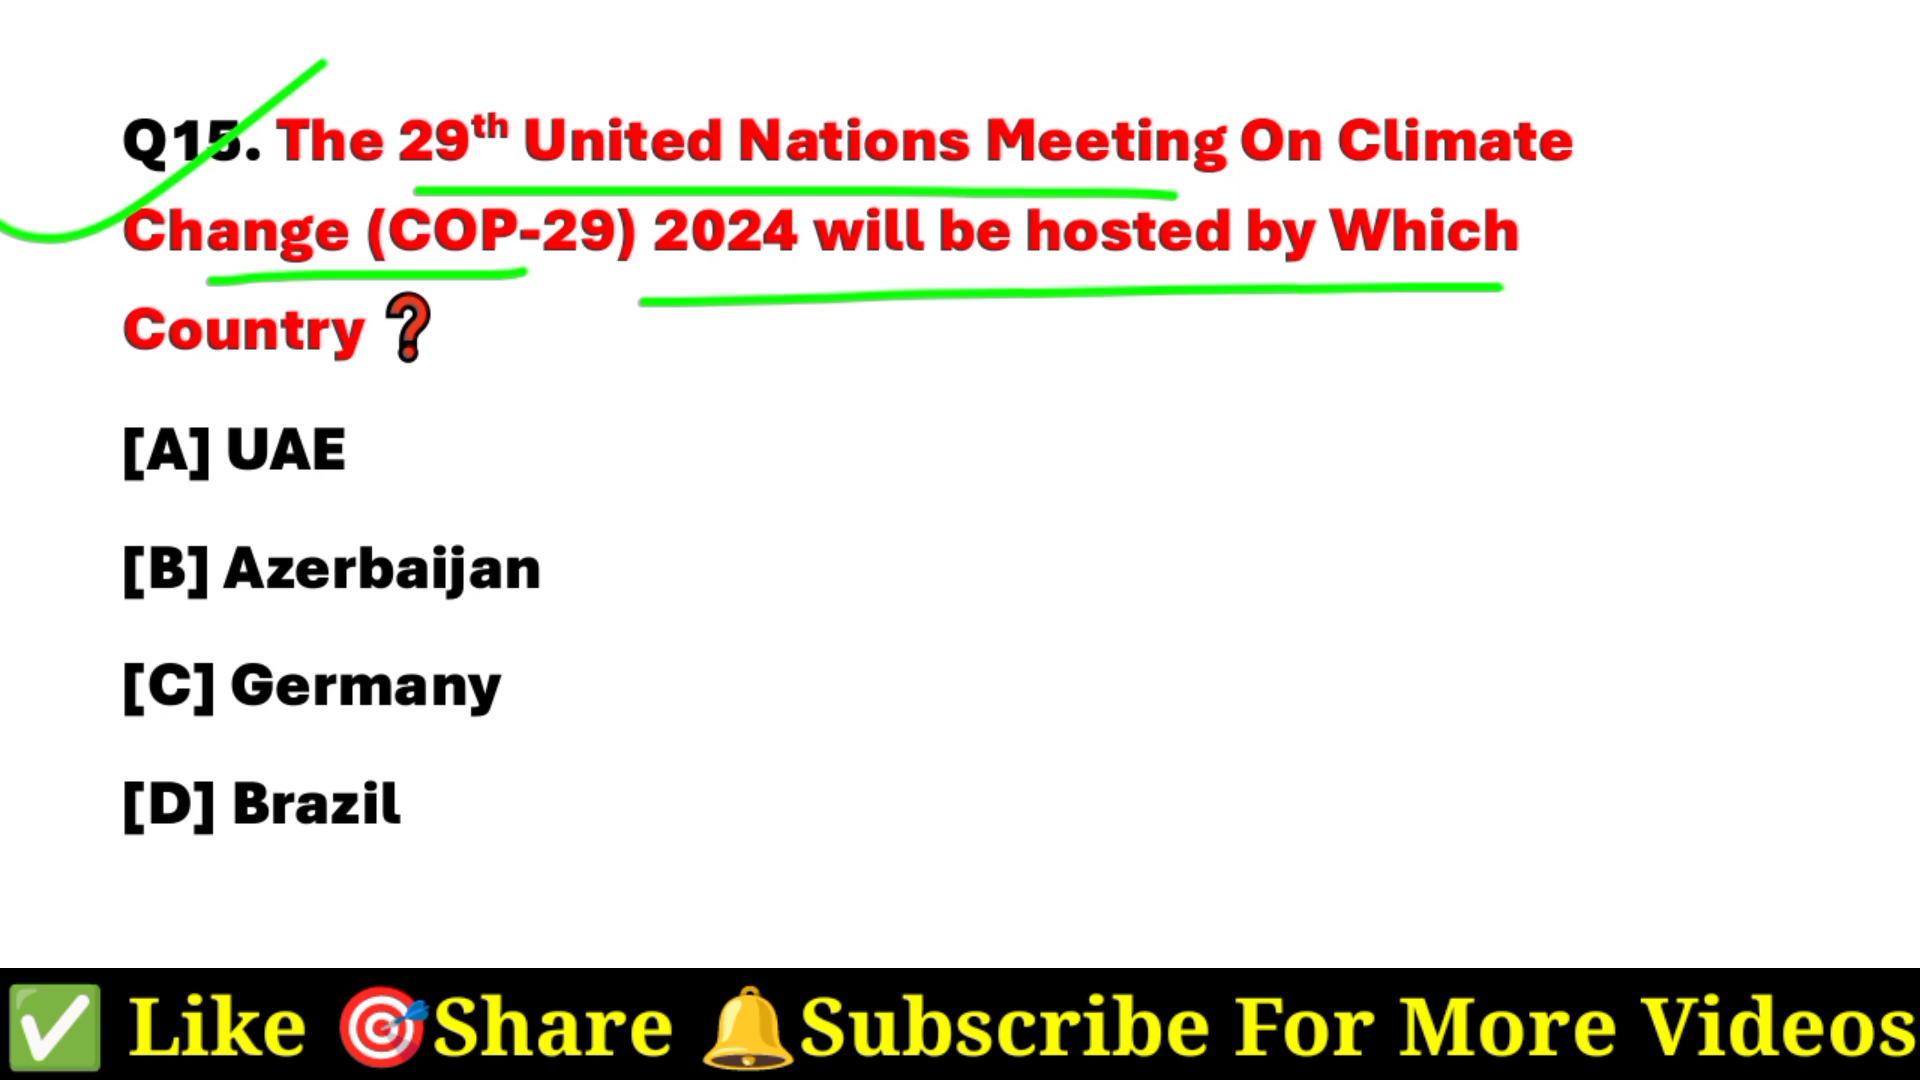 Q15. The 29th United Nations Meeting On Climate
Change (COP-29) 2024 will be hosted by Which
Country ❓
[A] UAE
[B] Azerbaijan
[C] Germany
[D] Brazil
✅ Like 🎯Share 🔔Subscribe For More Videos